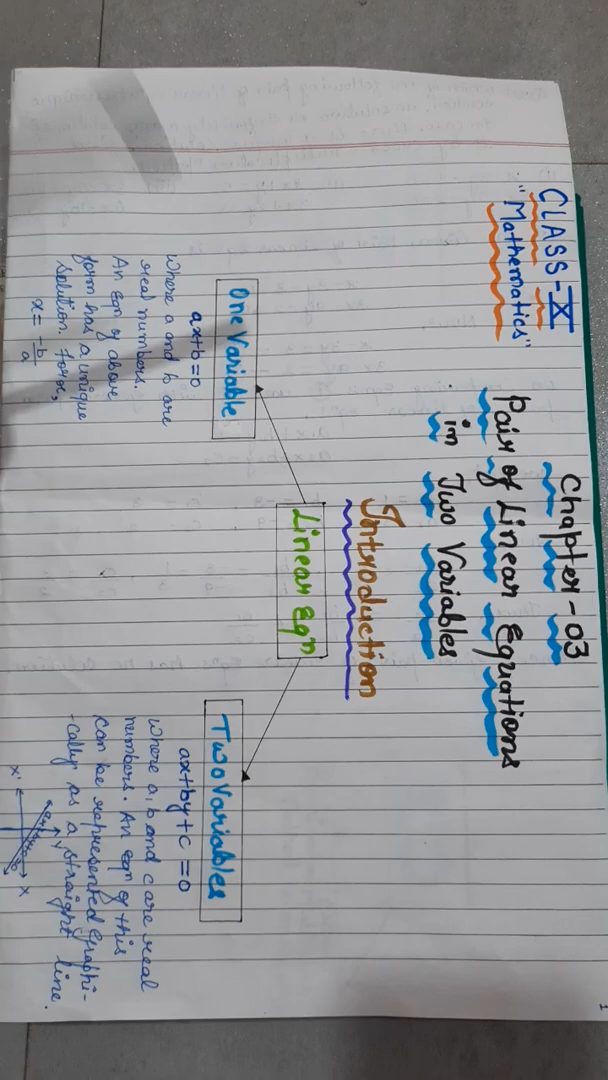 CLASS-X
"Mathematics"
Chapter-03
Pair of Linear Equations
in Two Variables
Introduction
Linear Eqn
One Variable
ax+b=0
Where a and b are
real numbers.
An eqn of above
form has a unique
solution
x = -b/a
Two Variables
ax+by+c=0
Where a, b and c are real
numbers. An eqn of this
can be represented graphi-
-cally as a straight line.
Y
X' X
1